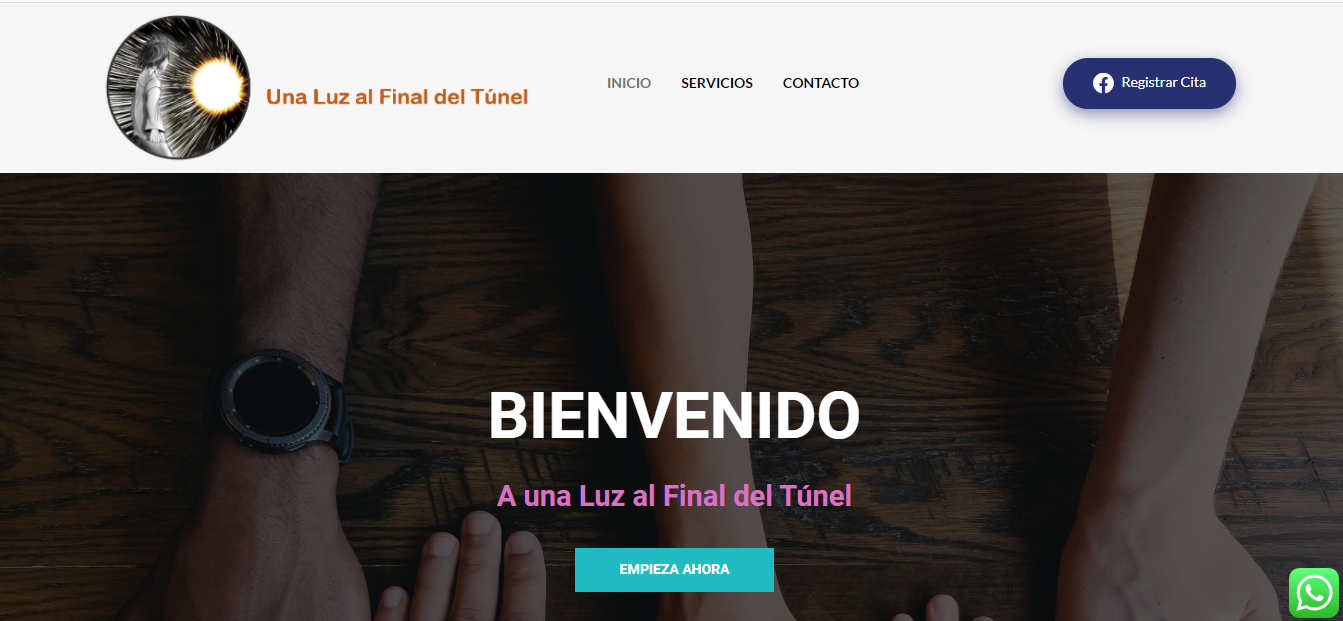 Una Luz al Final del Túnel
INICIO
SERVICIOS
CONTACTO
Registrar Cita
BIENVENIDO
A una Luz al Final del Túnel
EMPIEZA AHORA